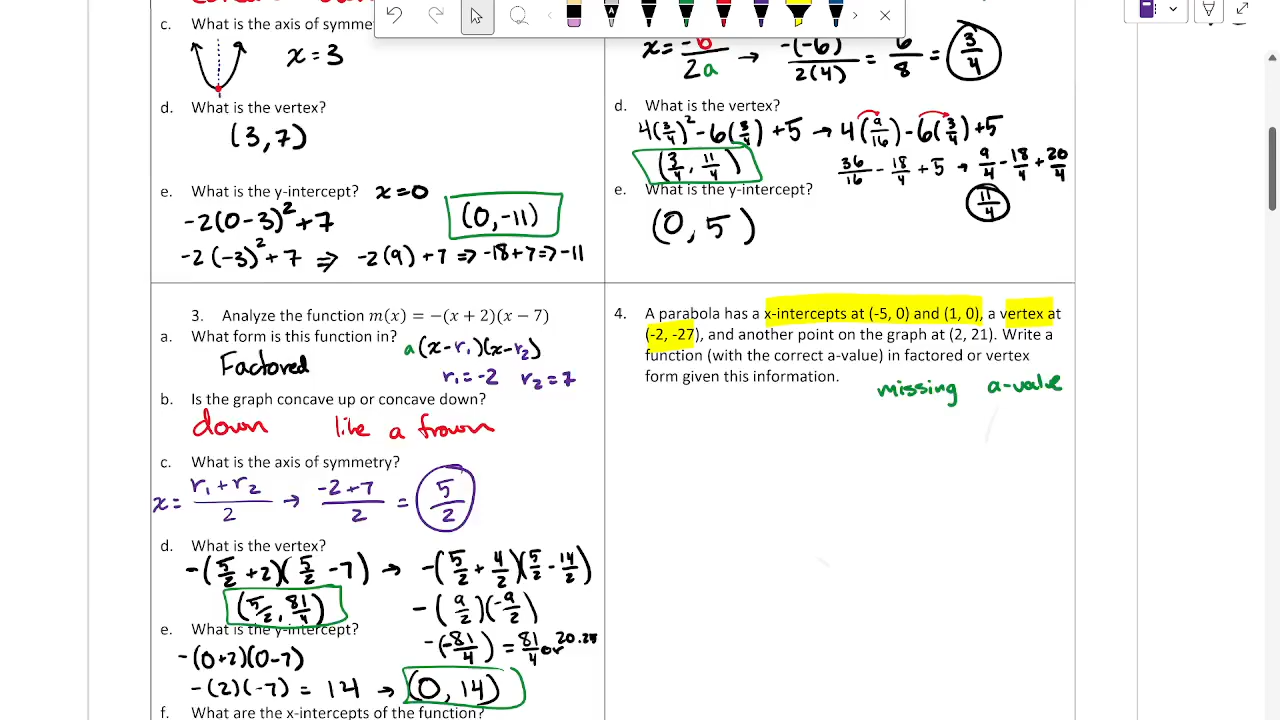 c. What is the axis of symme
x = 3
d. What is the vertex?
(3, 7)
e. What is the y-intercept? x=0
-2(0-3)² + 7
(0, -11)
-2(-3)² + 7 ⇒ -2(9) + 7 ⇒ -18+7 ⇒ -11
x = -b/2a → -(-6)/2(4) = 6/8 = 3/4
d. What is the vertex?
4(3/4)² - 6(3/4) + 5 → 4(9/16) - 6(3/4) + 5
(3/4, 11/4)
36/16 - 18/4 + 5 → 9/4 - 18/4 + 20/4
e. What is the y-intercept?
11/4
(0, 5)
3. Analyze the function m(x) = −(x + 2)(x − 7)
a. What form is this function in? a(x-r₁)(x-r₂)
Factored
r₁ = -2 r₂ = 7
b. Is the graph concave up or concave down?
down like a frown
c. What is the axis of symmetry?
x = r₁ + r₂/2 → -2+7/2 = 5/2
d. What is the vertex?
-(5/2 + 2)(5/2 - 7) → -(5/2 + 4/2)(5/2 - 14/2)
(5/2, 81/4)
-(9/2)(-9/2)
e. What is the y-intercept?
-(-81/4) = 81/4 or 20.25
-(0+2)(0-7)
-(2)(-7) = 14 → (0, 14)
f. What are the x-intercepts of the function?
4. A parabola has a x-intercepts at (-5, 0) and (1, 0), a vertex at
(-2, -27), and another point on the graph at (2, 21). Write a
function (with the correct a-value) in factored or vertex
form given this information.
missing a-value